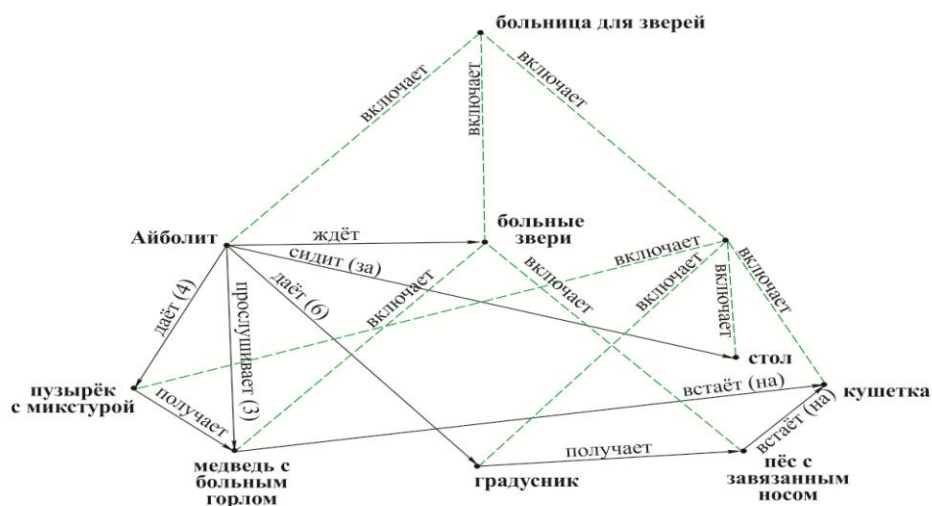 больница для зверей
включает
включает
включает
Айболит
ждёт
больные
звери
сидит (за)
включает
даёт (4)
прослушивает (3)
даёт (6)
включает
включает
включает
включает
включает
стол
пузырёк
с микстурой
получает
встаёт (на)
кушетка
медведь с
больным
горлом
градусник
получает
встаёт (на)
пёс с
завязанным
носом